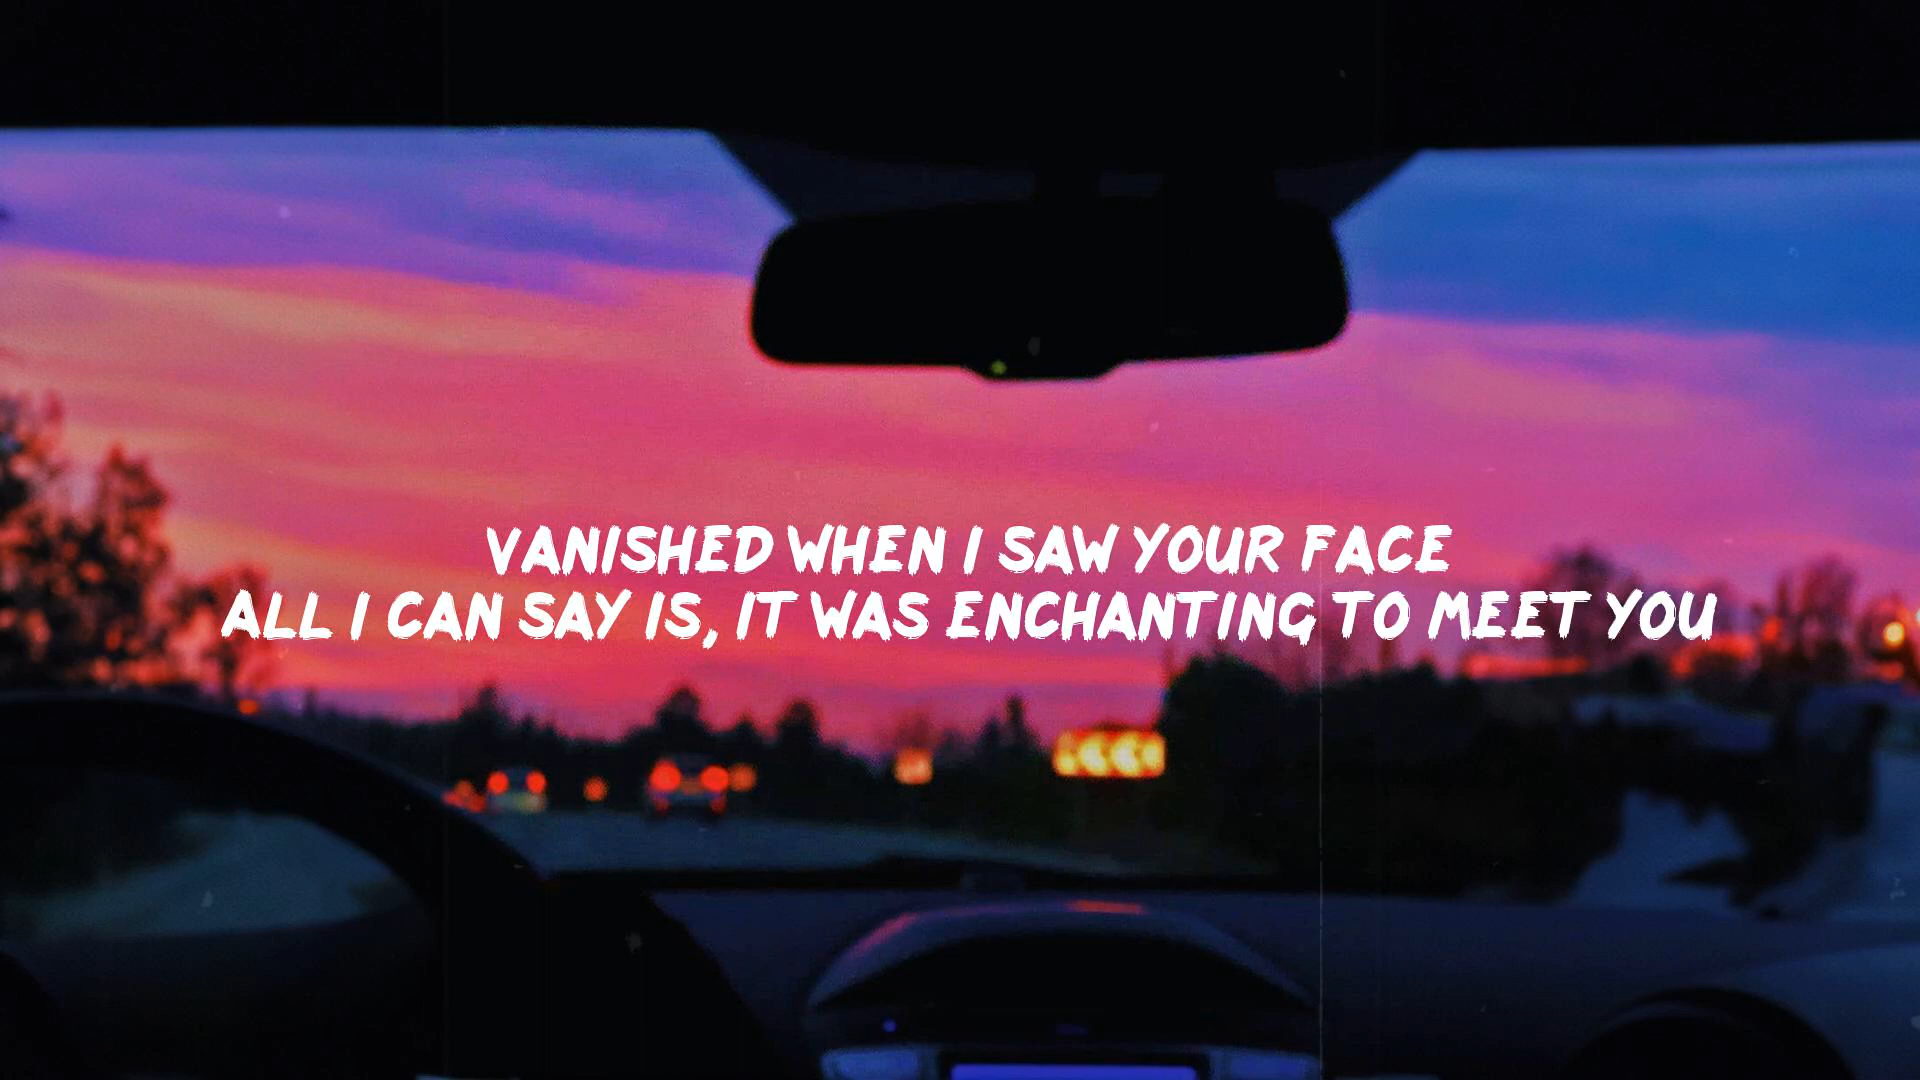 VANISHED WHEN I SAW YOUR FACE
ALL I CAN SAY IS, IT WAS ENCHANTING TO MEET YOU